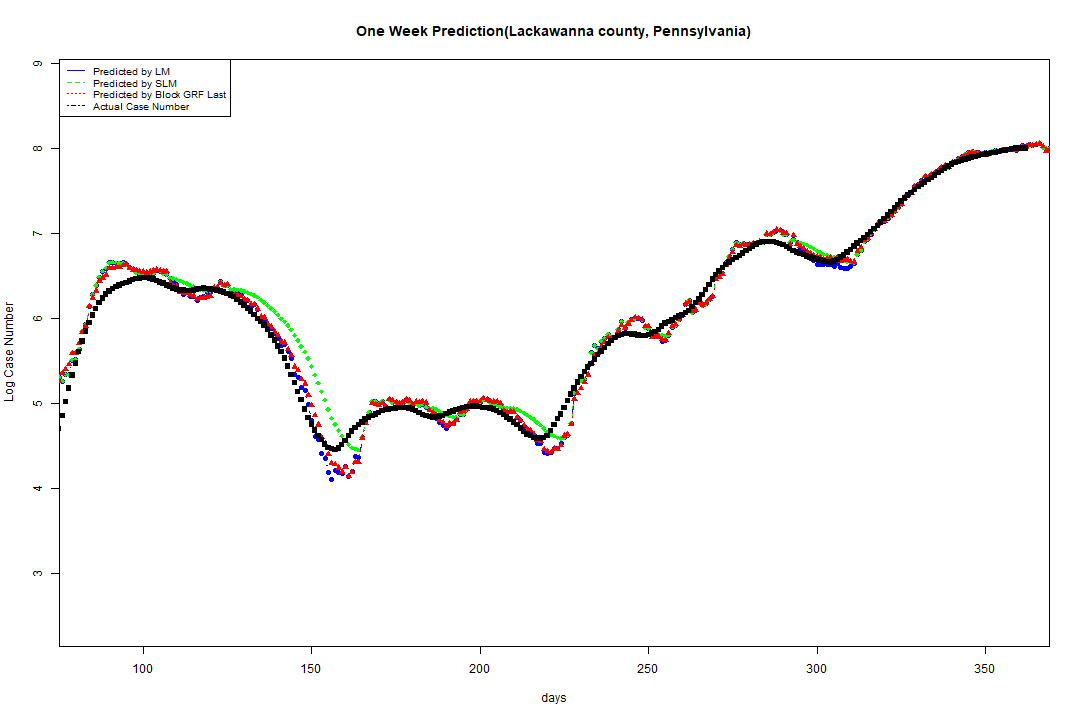 One Week Prediction(Lackawanna county, Pennsylvania)
Predicted by LM
Predicted by SLM
Predicted by Block GRF Last
Actual Case Number
Log Case Number
9
8
7
6
5
4
3
100 150 200 250 300 350
days